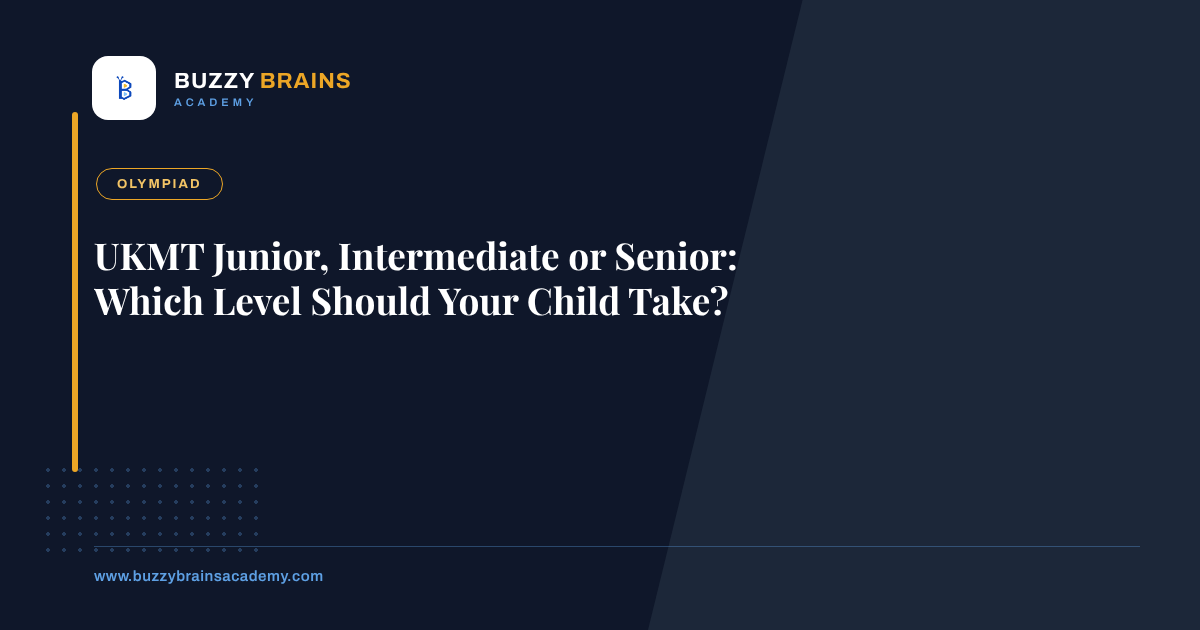 BUZZY BRAINS
ACADEMY
OLYMPIAD
UKMT Junior, Intermediate or Senior:
Which Level Should Your Child Take?
www.buzzybrainsacademy.com